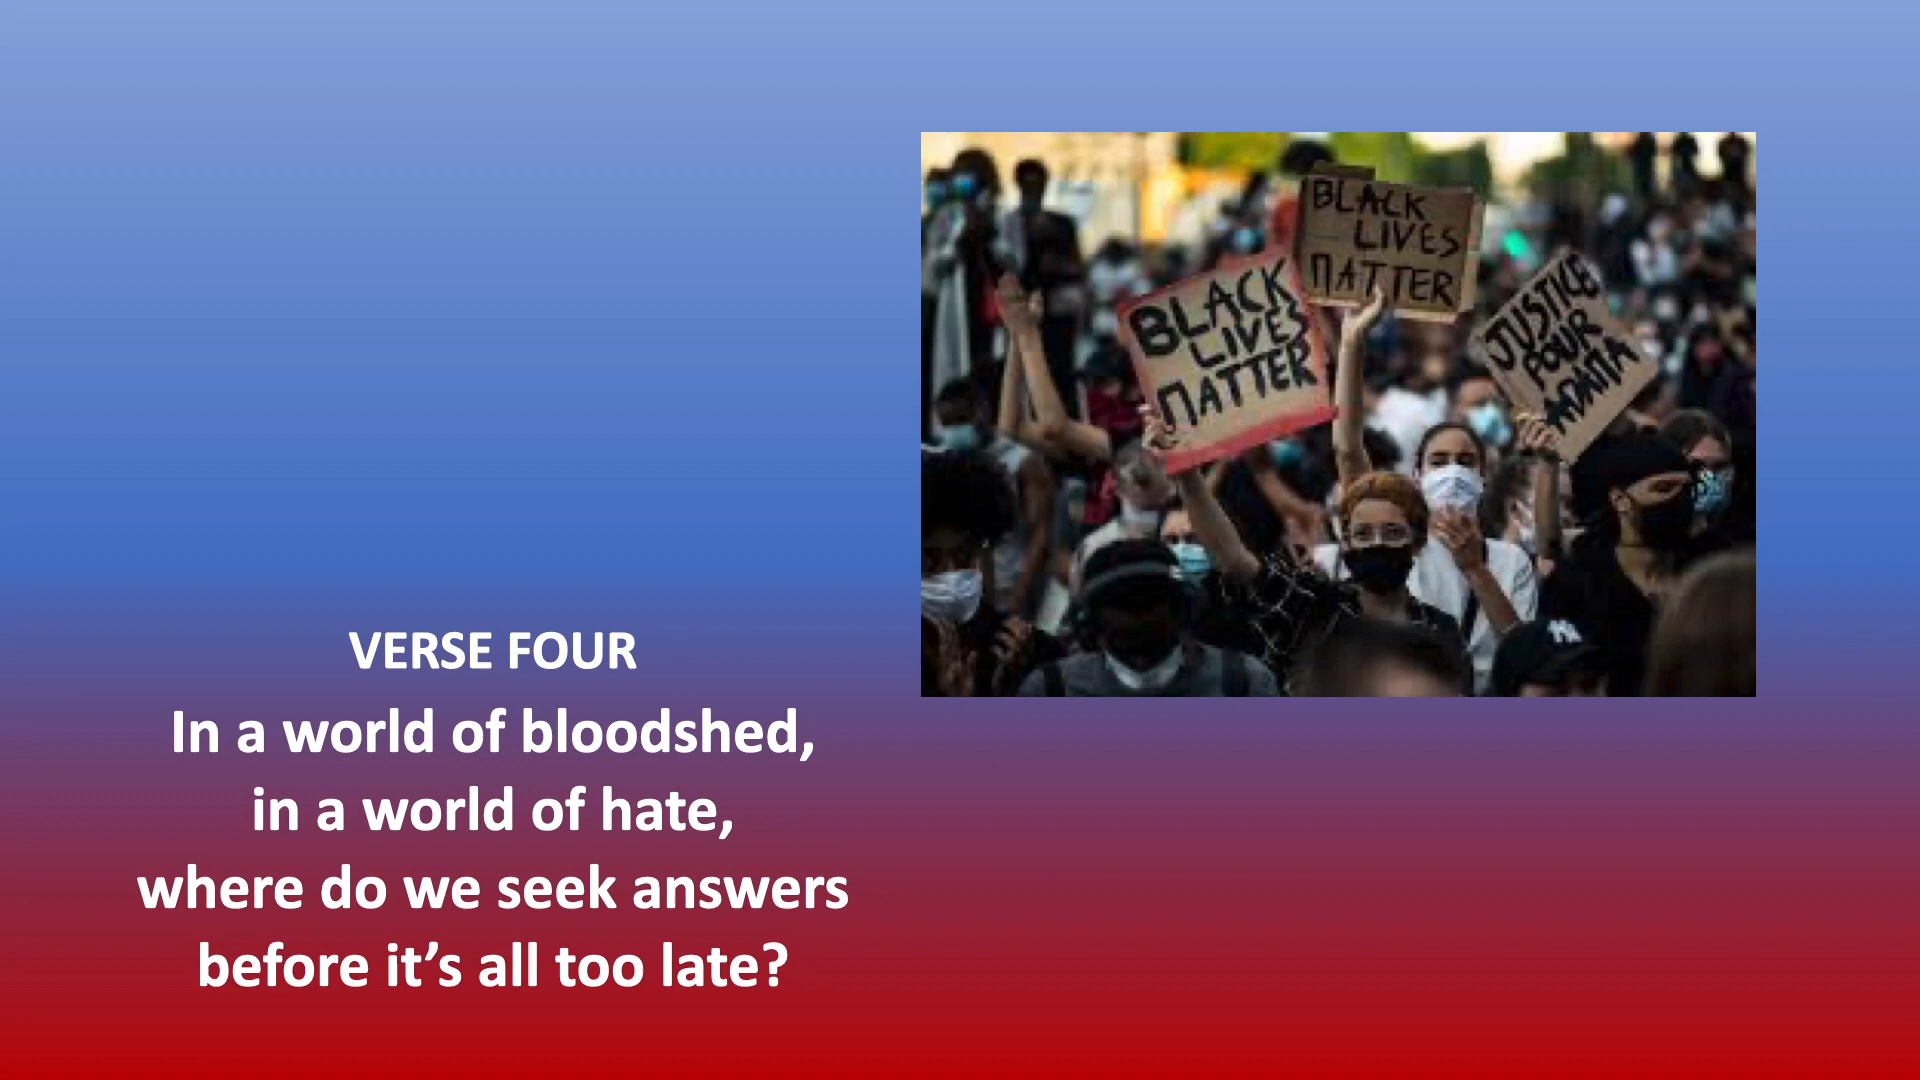 VERSE FOUR
In a world of bloodshed,
in a world of hate,
where do we seek answers
before it’s all too late?
BLACK
LIVES
MATTER
BLACK
LIVES
MATTER
JUSTICE
POUR
ADAMA
NY